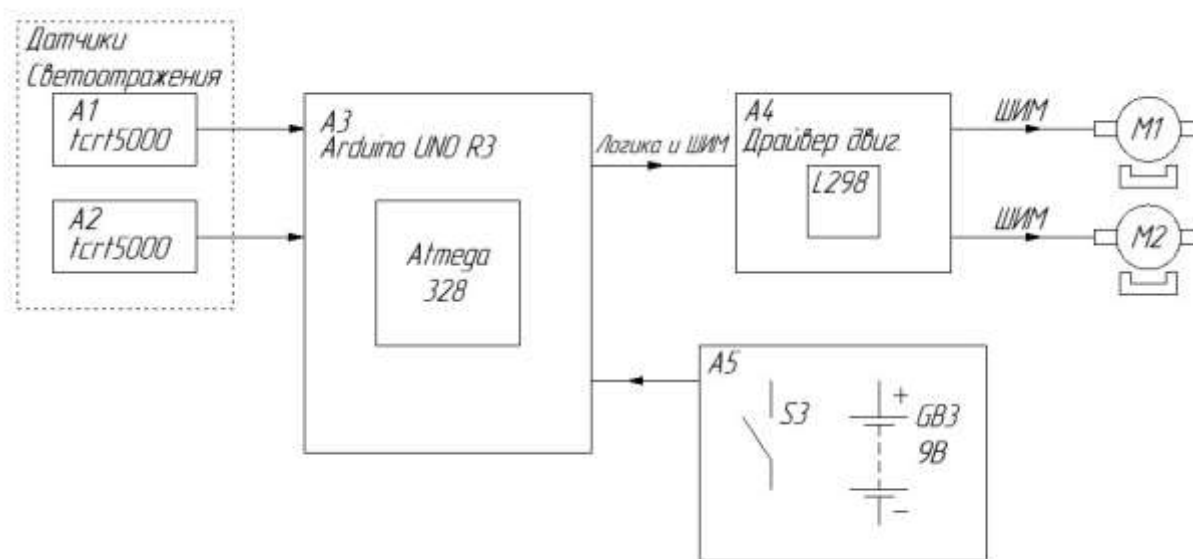 Датчики
Светоотражения
A1
tcrt5000
A2
tcrt5000
A3
Arduino UNO R3
Atmega
328
Логика и ШИМ
A4
Драйвер двиг.
L298
ШИМ
M1
ШИМ
M2
A5
S3
+
GB3
9В
−